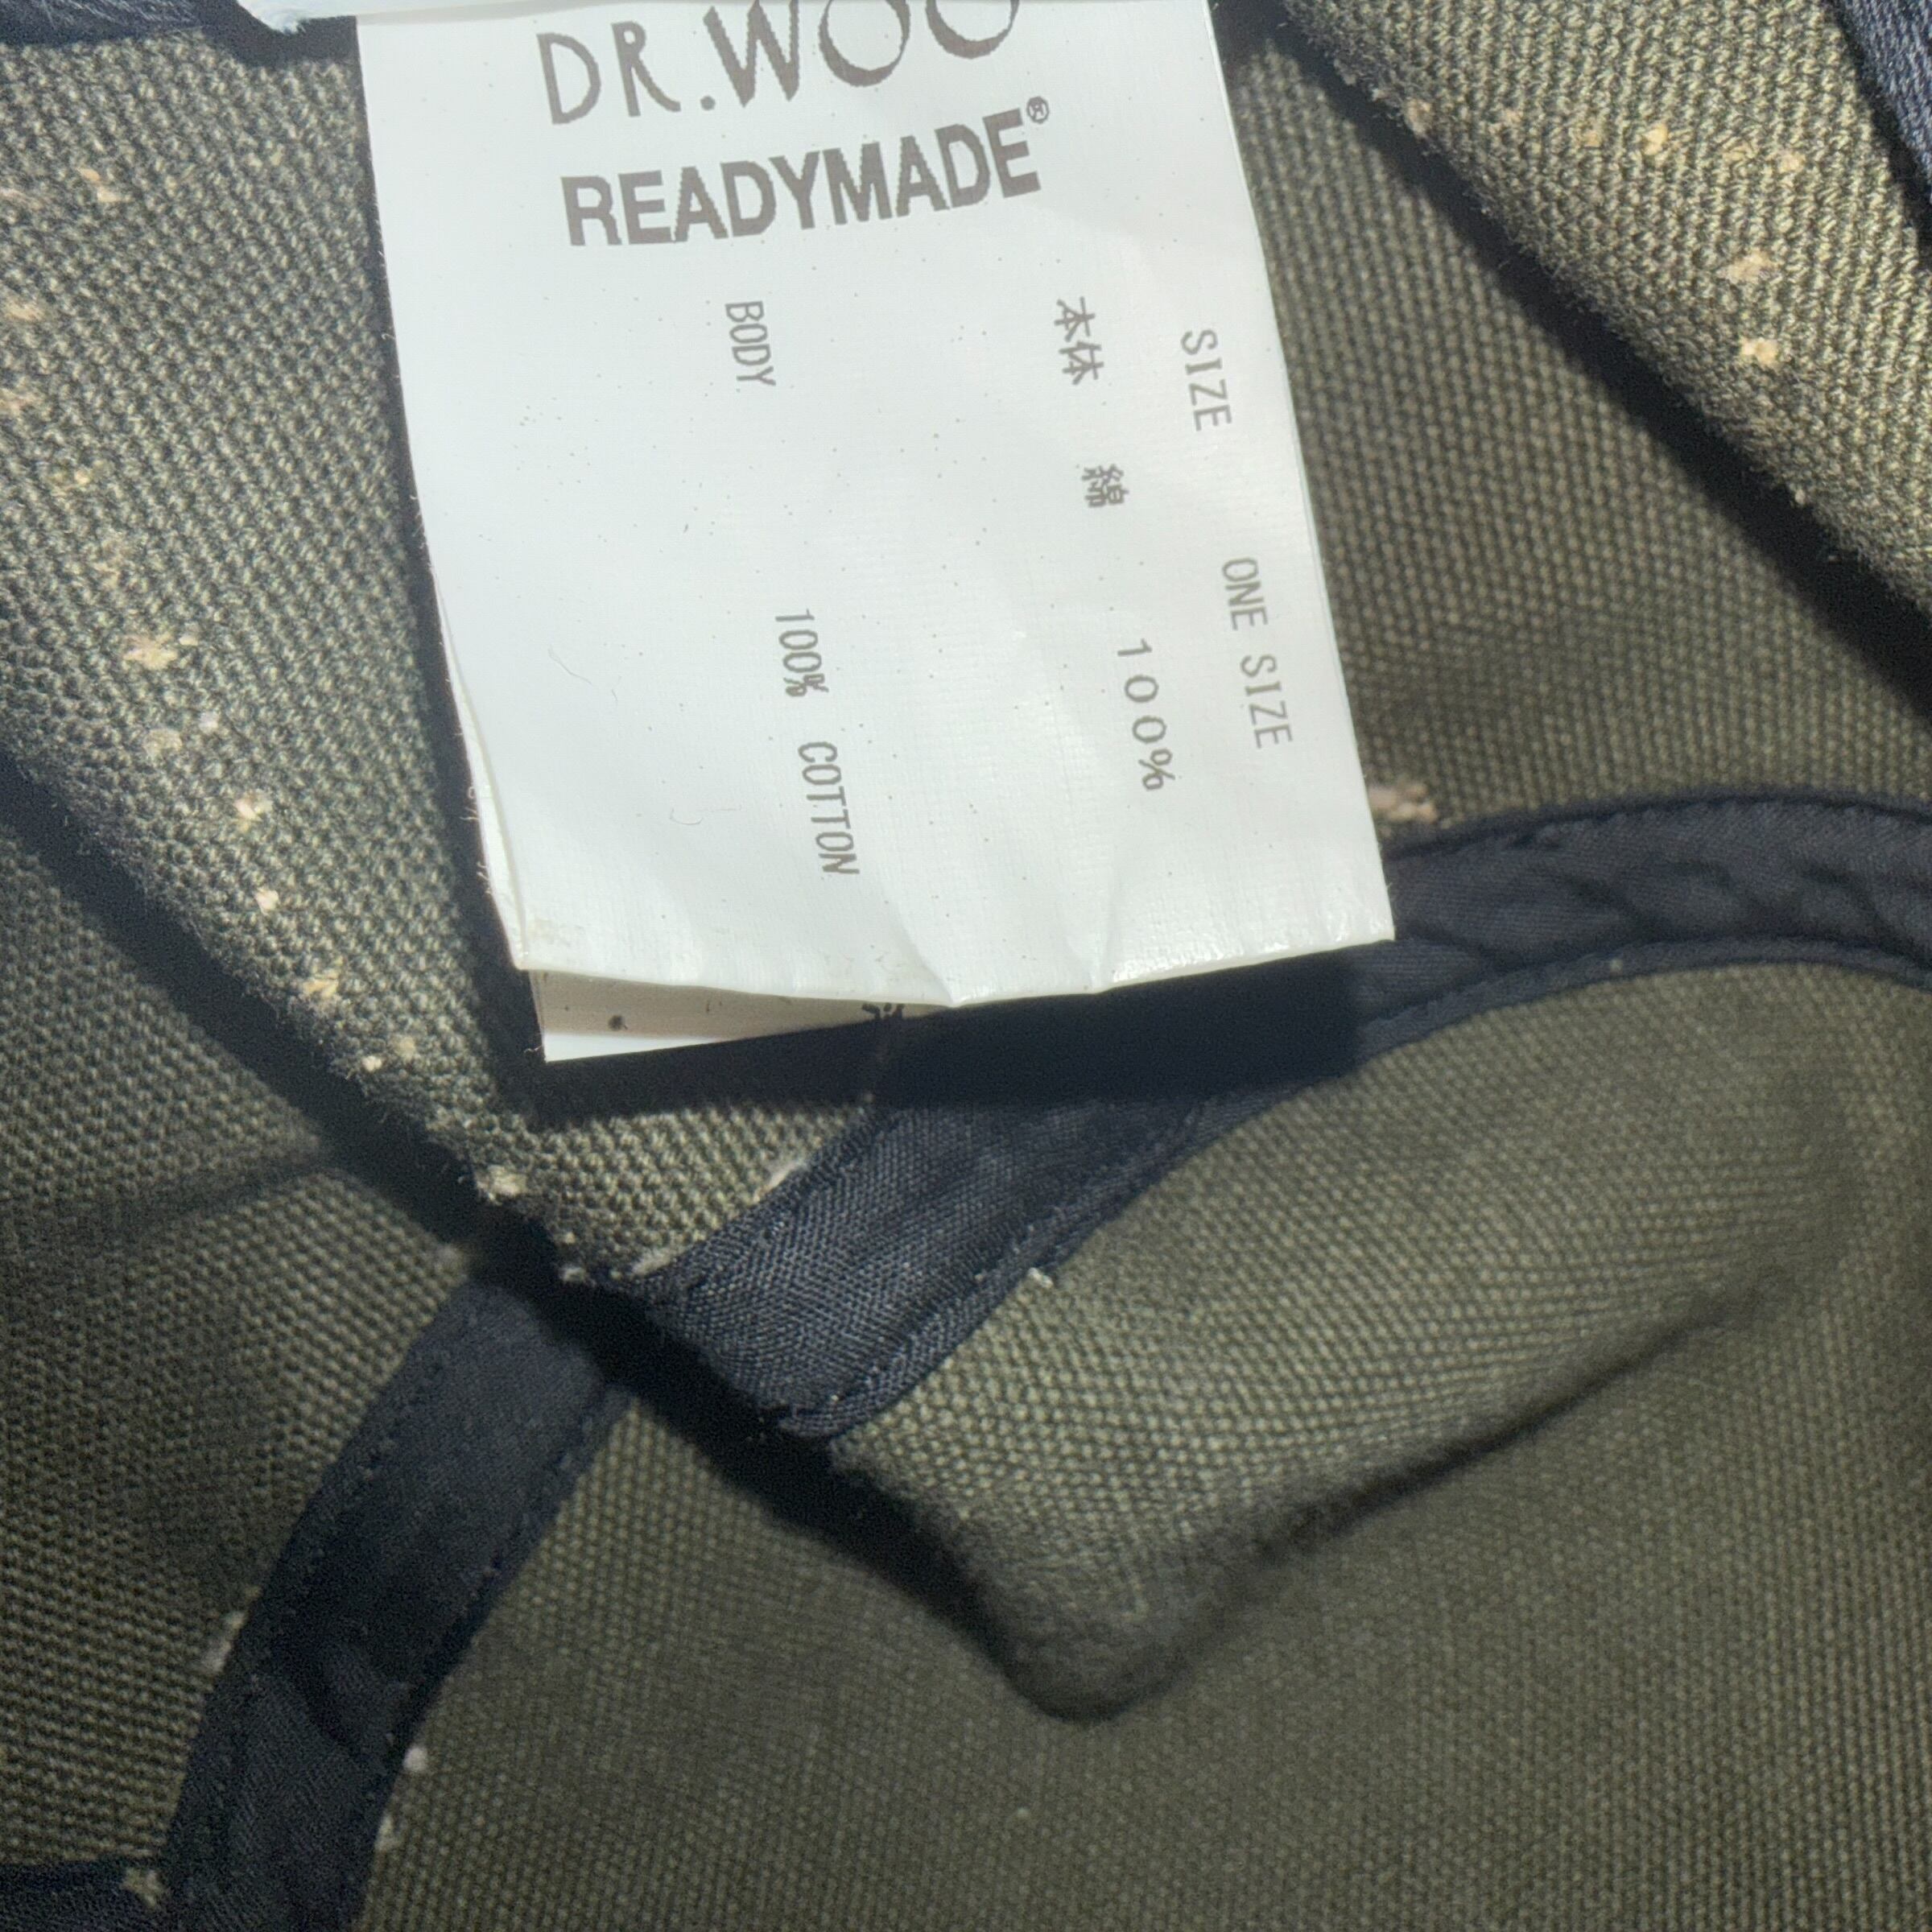 DR.WOO
READYMADE®
SIZE ONE SIZE
本体 綿 100%
BODY 100% COTTON